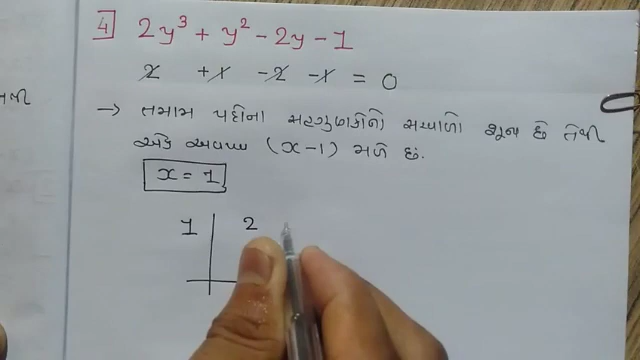 4 2y³ + y² - 2y - 1
2 + 1 - 2 - 1 = 0
→ તમામ પદોના સહગુણકોનો સરવાળો શૂન્ય છે તેથી
એક અવયવ (x-1) મળે છે.
x = 1
1 2